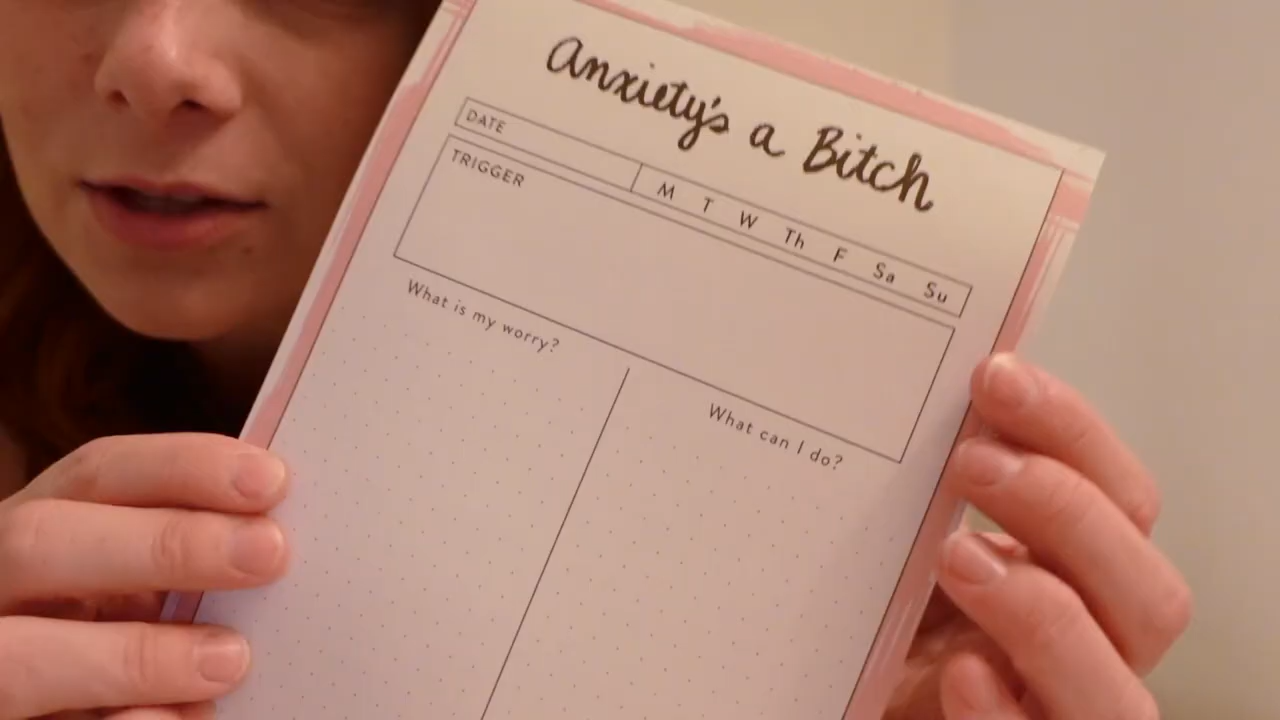 Anxiety's a Bitch
DATE
M T W Th F Sa Su
TRIGGER
What is my worry?
What can I do?